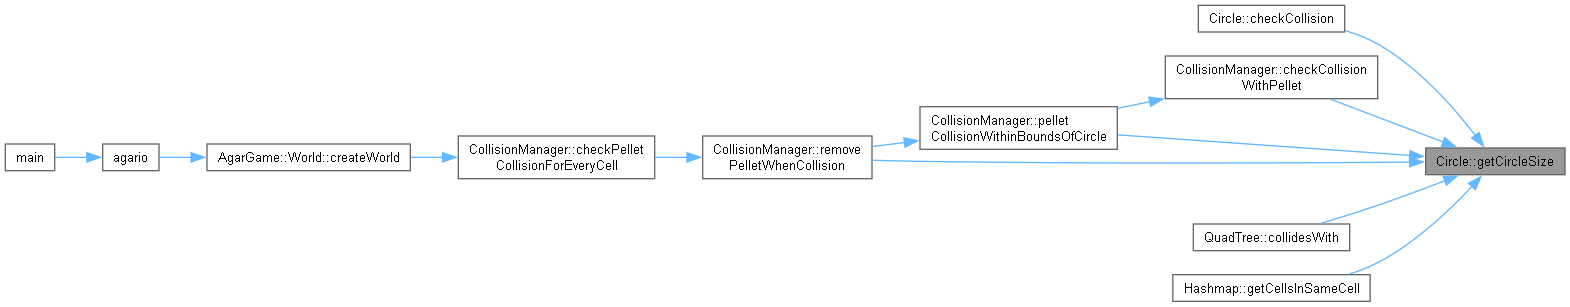 main
agario
AgarGame::World::createWorld
CollisionManager::checkPellet
CollisionForEveryCell
CollisionManager::remove
PelletWhenCollision
CollisionManager::pellet
CollisionWithinBoundsOfCircle
CollisionManager::checkCollision
WithPellet
Circle::checkCollision
Circle::getCircleSize
QuadTree::collidesWith
Hashmap::getCellsInSameCell